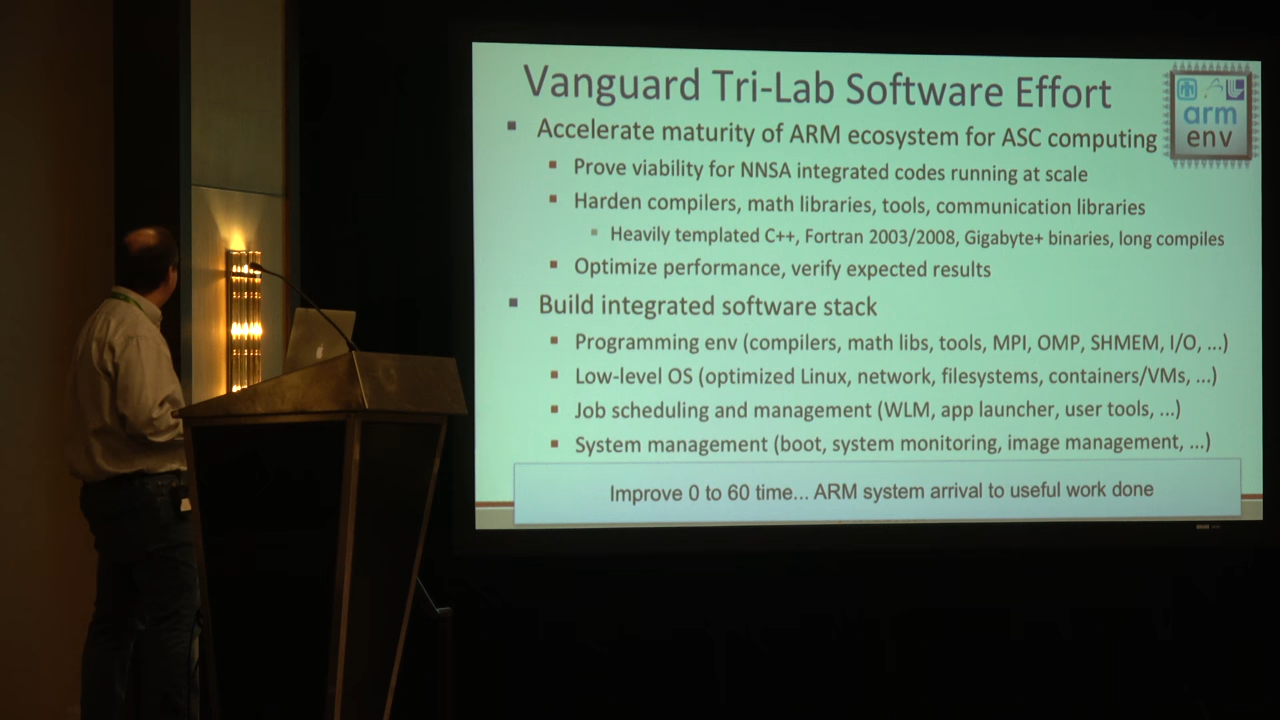 Vanguard Tri-Lab Software Effort
arm
env
Accelerate maturity of ARM ecosystem for ASC computing
Prove viability for NNSA integrated codes running at scale
Harden compilers, math libraries, tools, communication libraries
Heavily templated C++, Fortran 2003/2008, Gigabyte+ binaries, long compiles
Optimize performance, verify expected results
Build integrated software stack
Programming env (compilers, math libs, tools, MPI, OMP, SHMEM, I/O, ...)
Low-level OS (optimized Linux, network, filesystems, containers/VMs, ...)
Job scheduling and management (WLM, app launcher, user tools, ...)
System management (boot, system monitoring, image management, ...)
Improve 0 to 60 time... ARM system arrival to useful work done